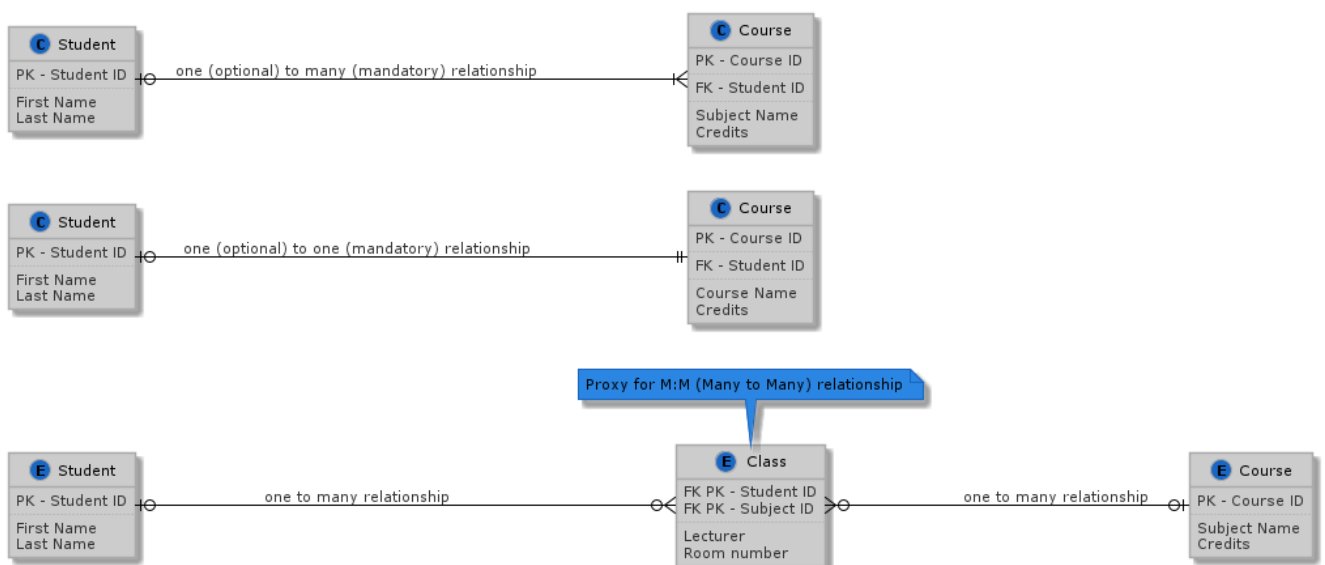 C Student
PK - Student ID
First Name
Last Name
one (optional) to many (mandatory) relationship
C Course
PK - Course ID
FK - Student ID
Subject Name
Credits
C Student
PK - Student ID
First Name
Last Name
one (optional) to one (mandatory) relationship
C Course
PK - Course ID
FK - Student ID
Course Name
Credits
Proxy for M:M (Many to Many) relationship
E Student
PK - Student ID
First Name
Last Name
one to many relationship
E Class
FK PK - Student ID
FK PK - Subject ID
Lecturer
Room number
one to many relationship
E Course
PK - Course ID
Subject Name
Credits